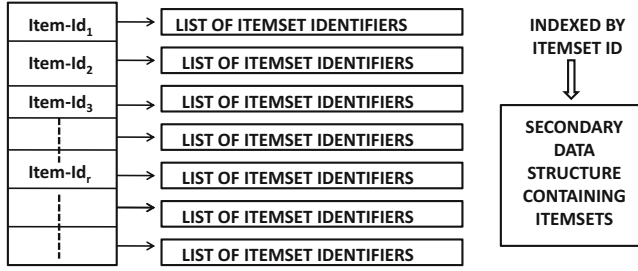 Item-Id₁ LIST OF ITEMSET IDENTIFIERS
Item-Id₂ LIST OF ITEMSET IDENTIFIERS
Item-Id₃ LIST OF ITEMSET IDENTIFIERS
LIST OF ITEMSET IDENTIFIERS
Item-Idᵣ LIST OF ITEMSET IDENTIFIERS
LIST OF ITEMSET IDENTIFIERS
LIST OF ITEMSET IDENTIFIERS
INDEXED BY
ITEMSET ID
SECONDARY
DATA
STRUCTURE
CONTAINING
ITEMSETS